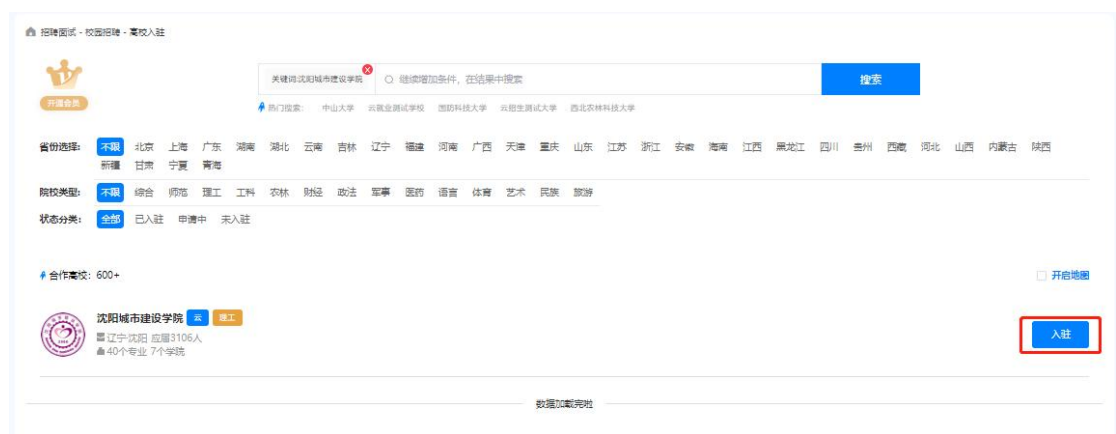 招聘面试 - 校园招聘 - 高校入驻
开通会员
关键词:沈阳城市建设学院 继续增加条件，在结果中搜索 搜索
热门搜索： 中山大学 云就业测试学校 国防科技大学 云招生测试大学 西北农林科技大学
省份选择： 不限 北京 上海 广东 湖南 湖北 云南 吉林 辽宁 福建 河南 广西 天津 重庆 山东 江苏 浙江 安徽 海南 江西 黑龙江 四川 贵州 西藏 河北 山西 内蒙古 陕西
新疆 甘肃 宁夏 青海
院校类型： 不限 综合 师范 理工 工科 农林 财经 政法 军事 医药 语言 体育 艺术 民族 旅游
状态分类： 全部 已入驻 申请中 未入驻
合作高校：600+ 开启地图
沈阳城市建设学院 云 理工
辽宁·沈阳 应届3106人 入驻
40个专业 7个学院
数据加载完啦